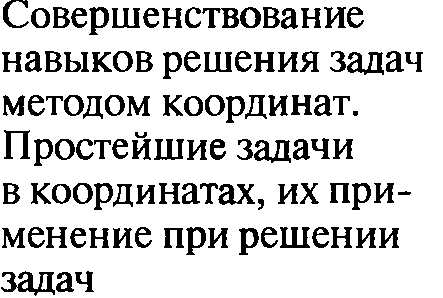 Совершенствование
навыков решения задач
методом координат.
Простейшие задачи
в координатах, их при-
менение при решении
задач